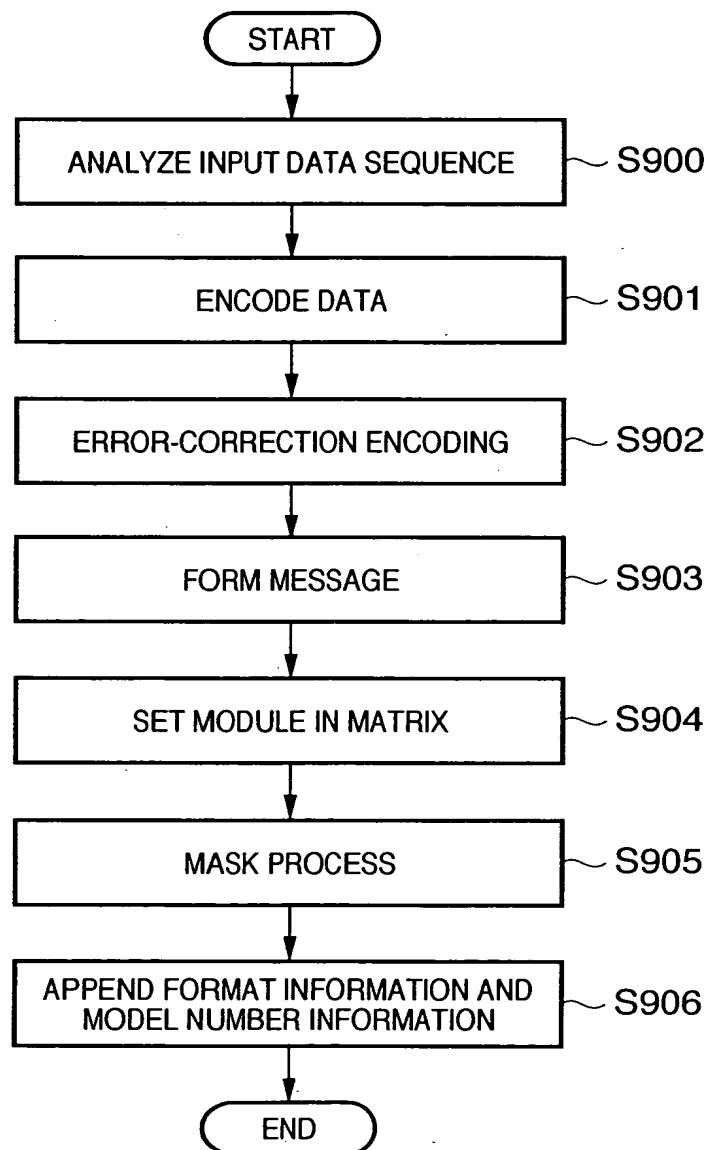 START
ANALYZE INPUT DATA SEQUENCE
S900
ENCODE DATA
S901
ERROR-CORRECTION ENCODING
S902
FORM MESSAGE
S903
SET MODULE IN MATRIX
S904
MASK PROCESS
S905
APPEND FORMAT INFORMATION AND
MODEL NUMBER INFORMATION
S906
END